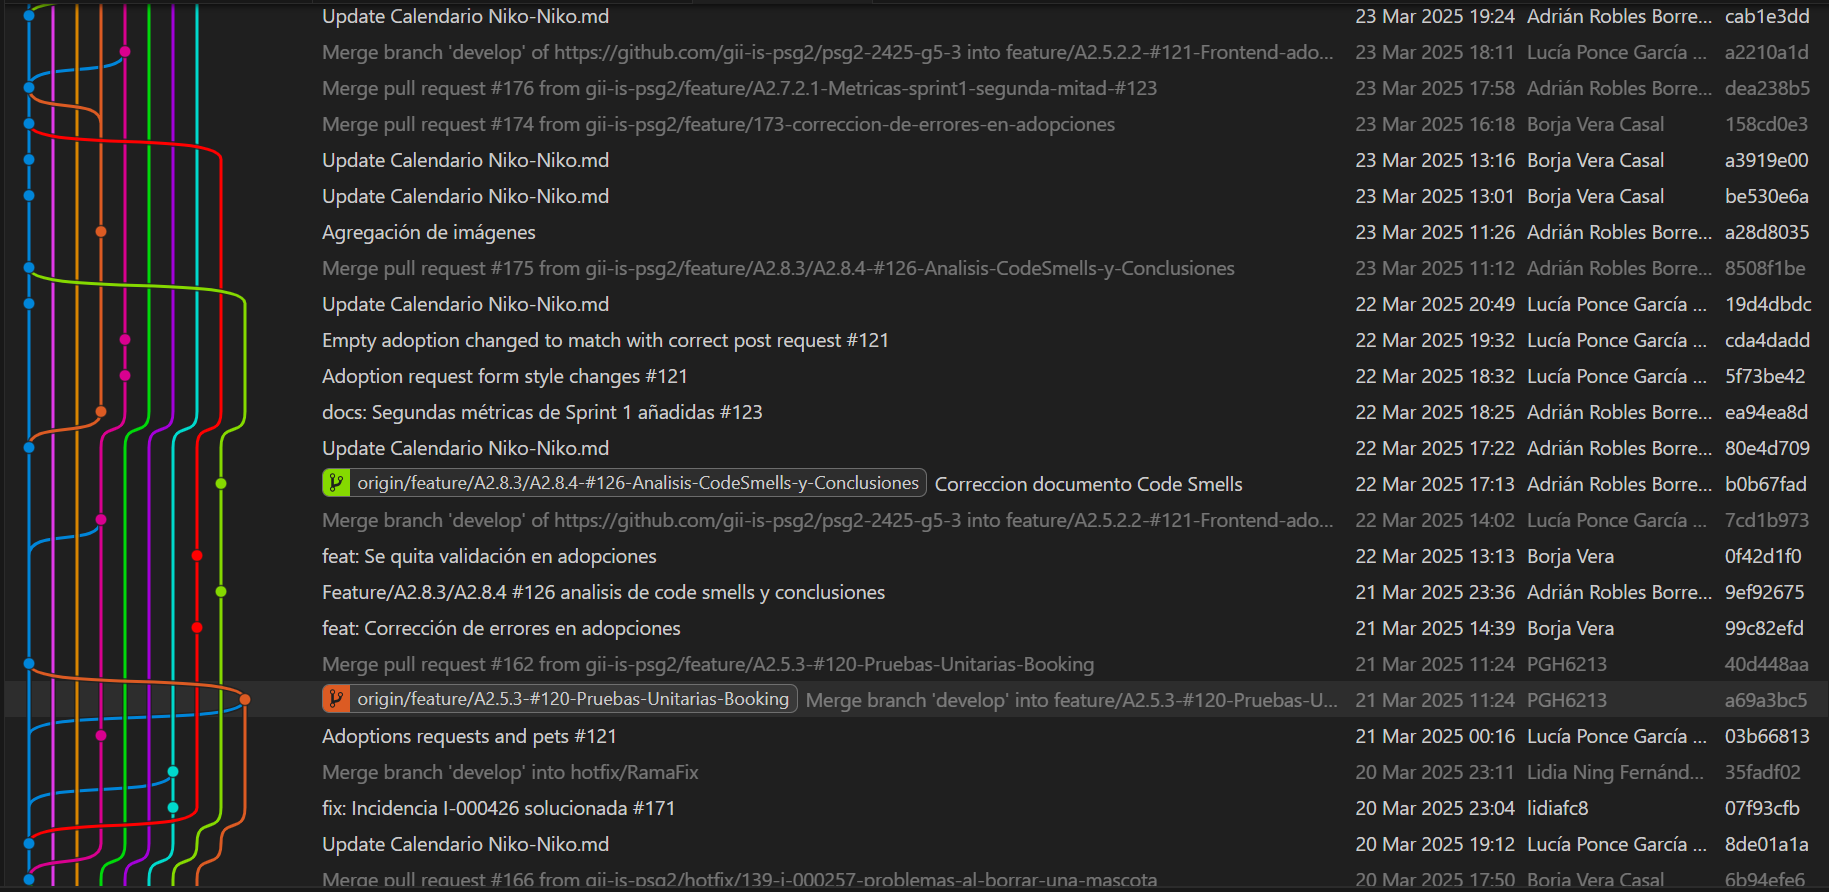 Update Calendario Niko-Niko.md 23 Mar 2025 19:24 Adrián Robles Borre... cab1e3dd
Merge branch 'develop' of https://github.com/gii-is-psg2/psg2-2425-g5-3 into feature/A2.5.2.2-#121-Frontend-ado... 23 Mar 2025 18:11 Lucía Ponce García ... a2210a1d
Merge pull request #176 from gii-is-psg2/feature/A2.7.2.1-Metricas-sprint1-segunda-mitad-#123 23 Mar 2025 17:58 Adrián Robles Borre... dea238b5
Merge pull request #174 from gii-is-psg2/feature/173-correccion-de-errores-en-adopciones 23 Mar 2025 16:18 Borja Vera Casal 158cd0e3
Update Calendario Niko-Niko.md 23 Mar 2025 13:16 Borja Vera Casal a3919e00
Update Calendario Niko-Niko.md 23 Mar 2025 13:01 Borja Vera Casal be530e6a
Agregación de imágenes 23 Mar 2025 11:26 Adrián Robles Borre... a28d8035
Merge pull request #175 from gii-is-psg2/feature/A2.8.3/A2.8.4-#126-Analisis-CodeSmells-y-Conclusiones 23 Mar 2025 11:12 Adrián Robles Borre... 8508f1be
Update Calendario Niko-Niko.md 22 Mar 2025 20:49 Lucía Ponce García ... 19d4dbdc
Empty adoption changed to match with correct post request #121 22 Mar 2025 19:32 Lucía Ponce García ... cda4dadd
Adoption request form style changes #121 22 Mar 2025 18:32 Lucía Ponce García ... 5f73be42
docs: Segundas métricas de Sprint 1 añadidas #123 22 Mar 2025 18:25 Adrián Robles Borre... ea94ea8d
Update Calendario Niko-Niko.md 22 Mar 2025 17:22 Adrián Robles Borre... 80e4d709
origin/feature/A2.8.3/A2.8.4-#126-Analisis-CodeSmells-y-Conclusiones Correccion documento Code Smells 22 Mar 2025 17:13 Adrián Robles Borre... b0b67fad
Merge branch 'develop' of https://github.com/gii-is-psg2/psg2-2425-g5-3 into feature/A2.5.2.2-#121-Frontend-ado... 22 Mar 2025 14:02 Lucía Ponce García ... 7cd1b973
feat: Se quita validación en adopciones 22 Mar 2025 13:13 Borja Vera 0f42d1f0
Feature/A2.8.3/A2.8.4 #126 analisis de code smells y conclusiones 21 Mar 2025 23:36 Adrián Robles Borre... 9ef92675
feat: Corrección de errores en adopciones 21 Mar 2025 14:39 Borja Vera 99c82efd
Merge pull request #162 from gii-is-psg2/feature/A2.5.3-#120-Pruebas-Unitarias-Booking 21 Mar 2025 11:24 PGH6213 40d448aa
origin/feature/A2.5.3-#120-Pruebas-Unitarias-Booking Merge branch 'develop' into feature/A2.5.3-#120-Pruebas-U... 21 Mar 2025 11:24 PGH6213 a69a3bc5
Adoptions requests and pets #121 21 Mar 2025 00:16 Lucía Ponce García ... 03b66813
Merge branch 'develop' into hotfix/RamaFix 20 Mar 2025 23:11 Lidia Ning Fernánd... 35fadf02
fix: Incidencia I-000426 solucionada #171 20 Mar 2025 23:04 lidiafc8 07f93cfb
Update Calendario Niko-Niko.md 20 Mar 2025 19:12 Lucía Ponce García ... 8de01a1a
Merge pull request #166 from gii-is-psg2/hotfix/139-i-000257-problemas-al-borrar-una-mascota 20 Mar 2025 17:50 Borja Vera Casal 6b94efe6